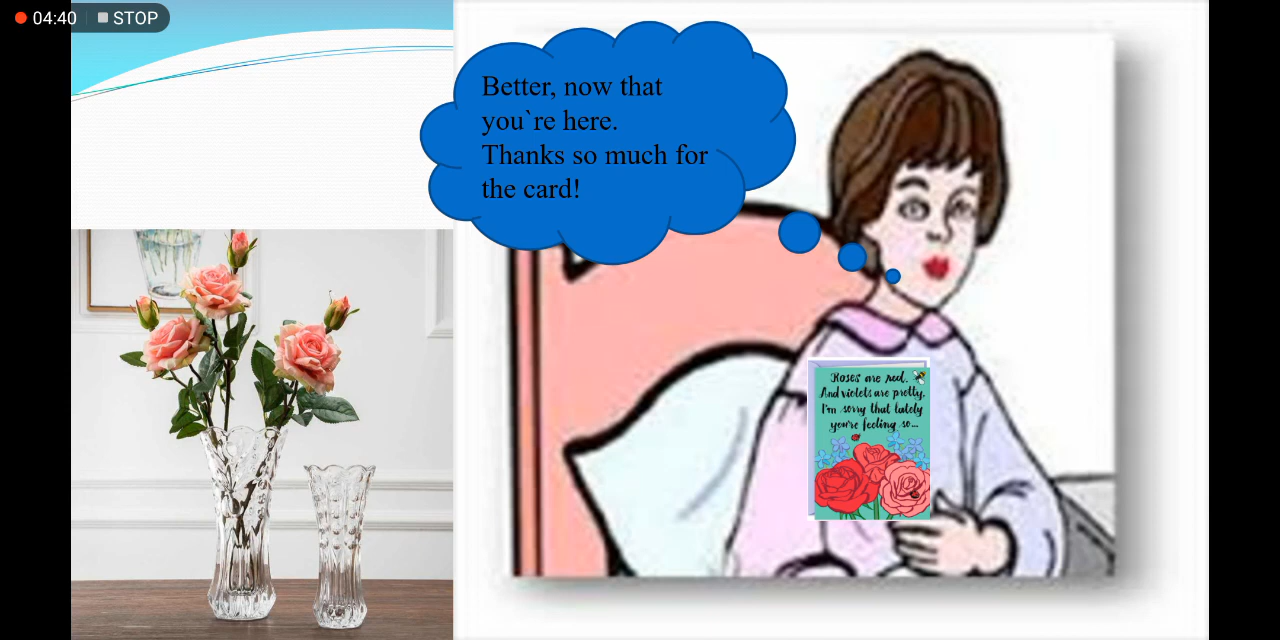 04:40 STOP
Better, now that
you`re here.
Thanks so much for
the card!
Roses are red.
And violets are pretty,
I'm sorry that lately
you're feeling so...